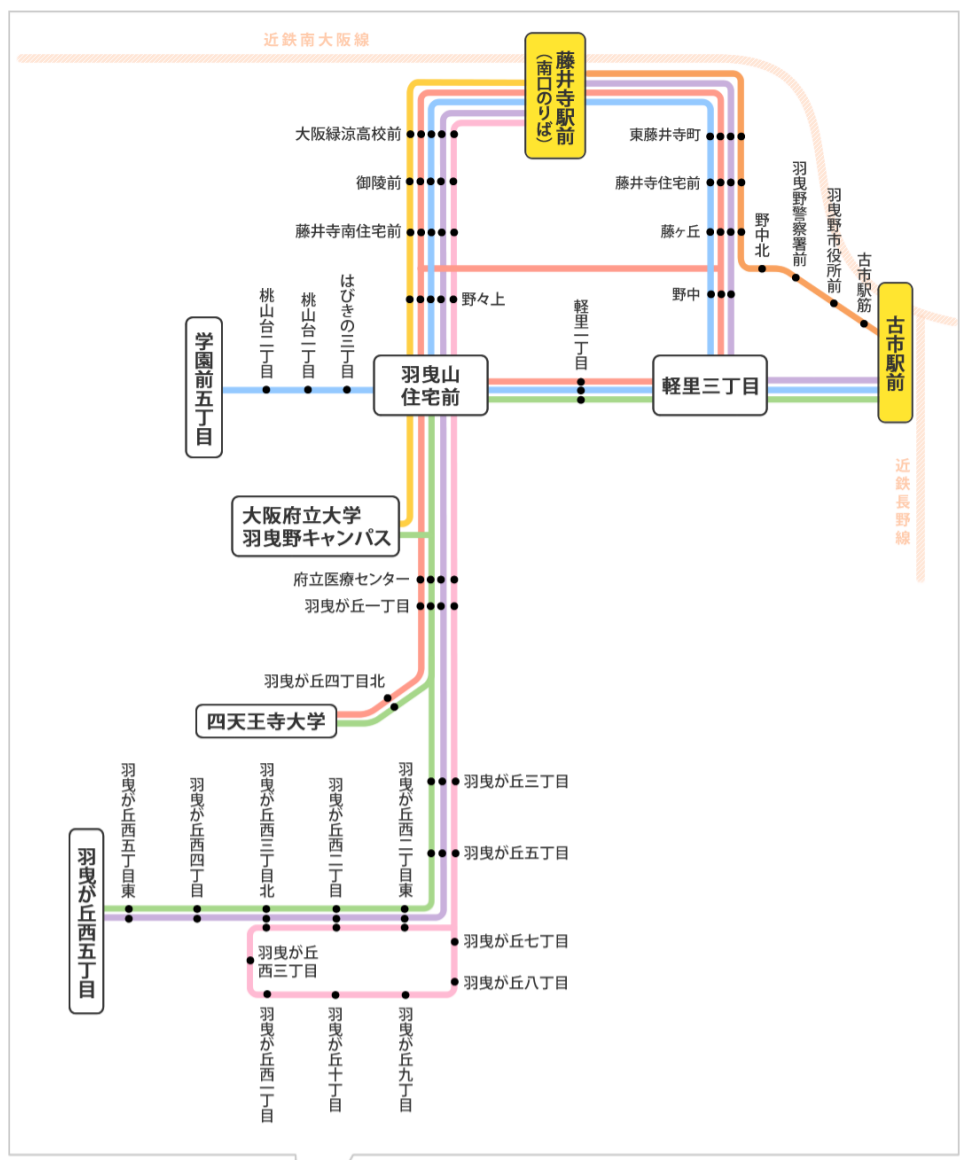 近鉄南大阪線
藤井寺駅前
（南口のりば）
大阪緑涼高校前
御陵前
藤井寺南住宅前
野々上
東藤井寺町
藤井寺住宅前
藤ヶ丘
野中
野中北
羽曳野警察署前
羽曳野市役所前
古市駅筋
古市駅前
学園前五丁目
桃山台二丁目
桃山台一丁目
はびきの三丁目
羽曳山
住宅前
軽里一丁目
軽里三丁目
近鉄長野線
大阪府立大学
羽曳野キャンパス
府立医療センター
羽曳が丘一丁目
羽曳が丘四丁目北
四天王寺大学
羽曳が丘三丁目
羽曳が丘五丁目
羽曳が丘西五丁目
羽曳が丘西五丁目東
羽曳が丘西四丁目
羽曳が丘西三丁目北
羽曳が丘西二丁目
羽曳が丘西二丁目東
羽曳が丘七丁目
羽曳が丘
西三丁目
羽曳が丘八丁目
羽曳が丘西一丁目
羽曳が丘十丁目
羽曳が丘九丁目